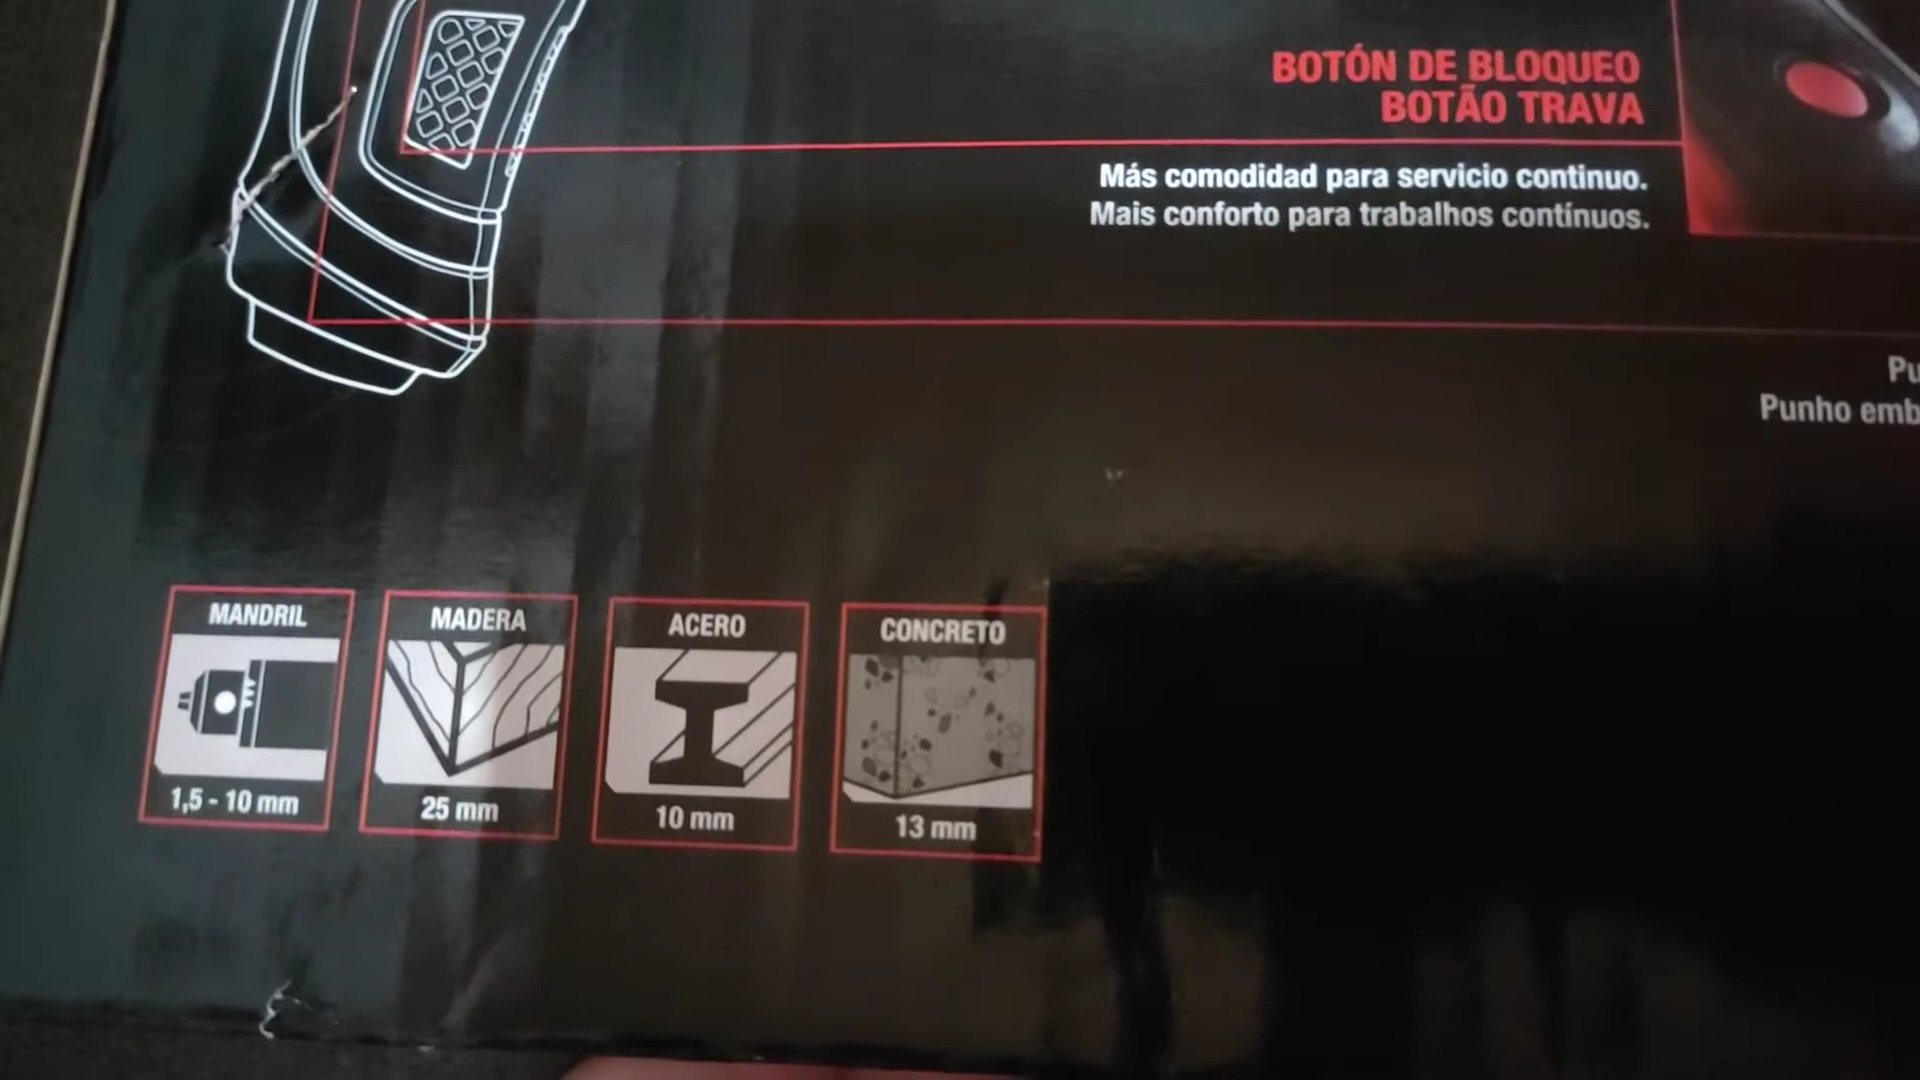 BOTÓN DE BLOQUEO
BOTÃO TRAVA
Más comodidad para servicio continuo.
Mais conforto para trabalhos contínuos.
Punho
MANDRIL
1,5 - 10 mm
MADERA
25 mm
ACERO
10 mm
CONCRETO
13 mm